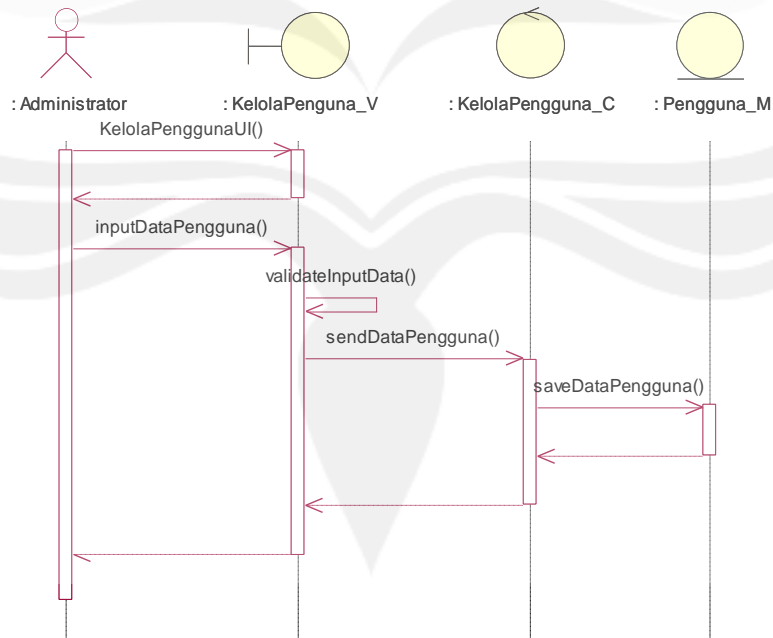 : Administrator
: KelolaPenguna_V
: KelolaPengguna_C
: Pengguna_M
KelolaPenggunaUI()
inputDataPengguna()
validateInputData()
sendDataPengguna()
saveDataPengguna()